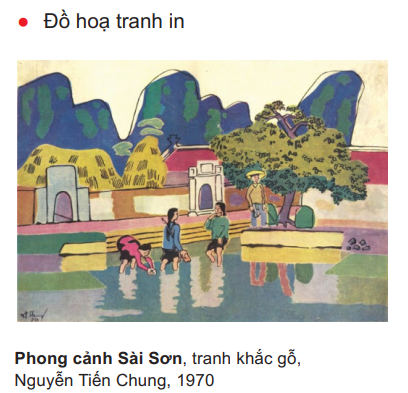 ● Đồ hoạ tranh in
Phong cảnh Sài Sơn, tranh khắc gỗ,
Nguyễn Tiến Chung, 1970